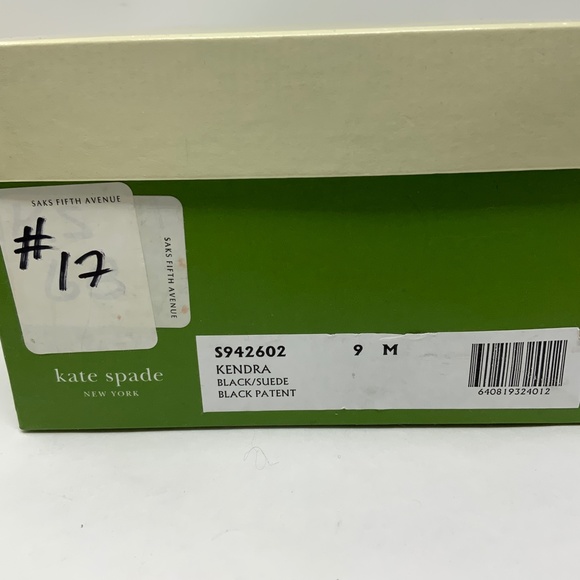 SAKS FIFTH AVENUE
#17
SAKS FIFTH AVENUE
kate spade
NEW YORK
S942602 9 M
KENDRA
BLACK/SUEDE
BLACK PATENT
640819324012